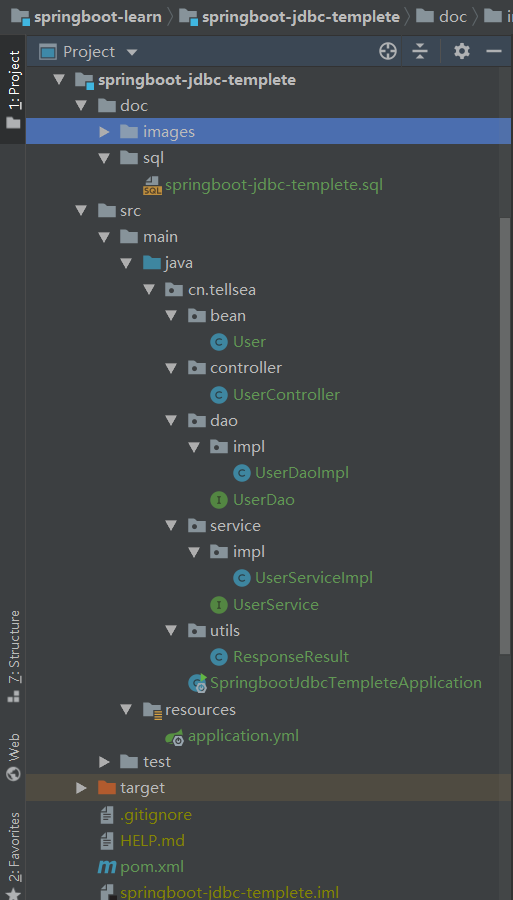 springboot-learn springboot-jdbc-templete doc i
Project
1: Project
springboot-jdbc-templete
doc
images
sql
springboot-jdbc-templete.sql
src
main
java
cn.tellsea
bean
User
controller
UserController
dao
impl
UserDaoImpl
UserDao
service
impl
UserServiceImpl
UserService
utils
ResponseResult
SpringbootJdbcTempleteApplication
resources
application.yml
test
target
.gitignore
HELP.md
pom.xml
springboot-jdbc-templete.iml
7: Structure
Web
2: Favorites